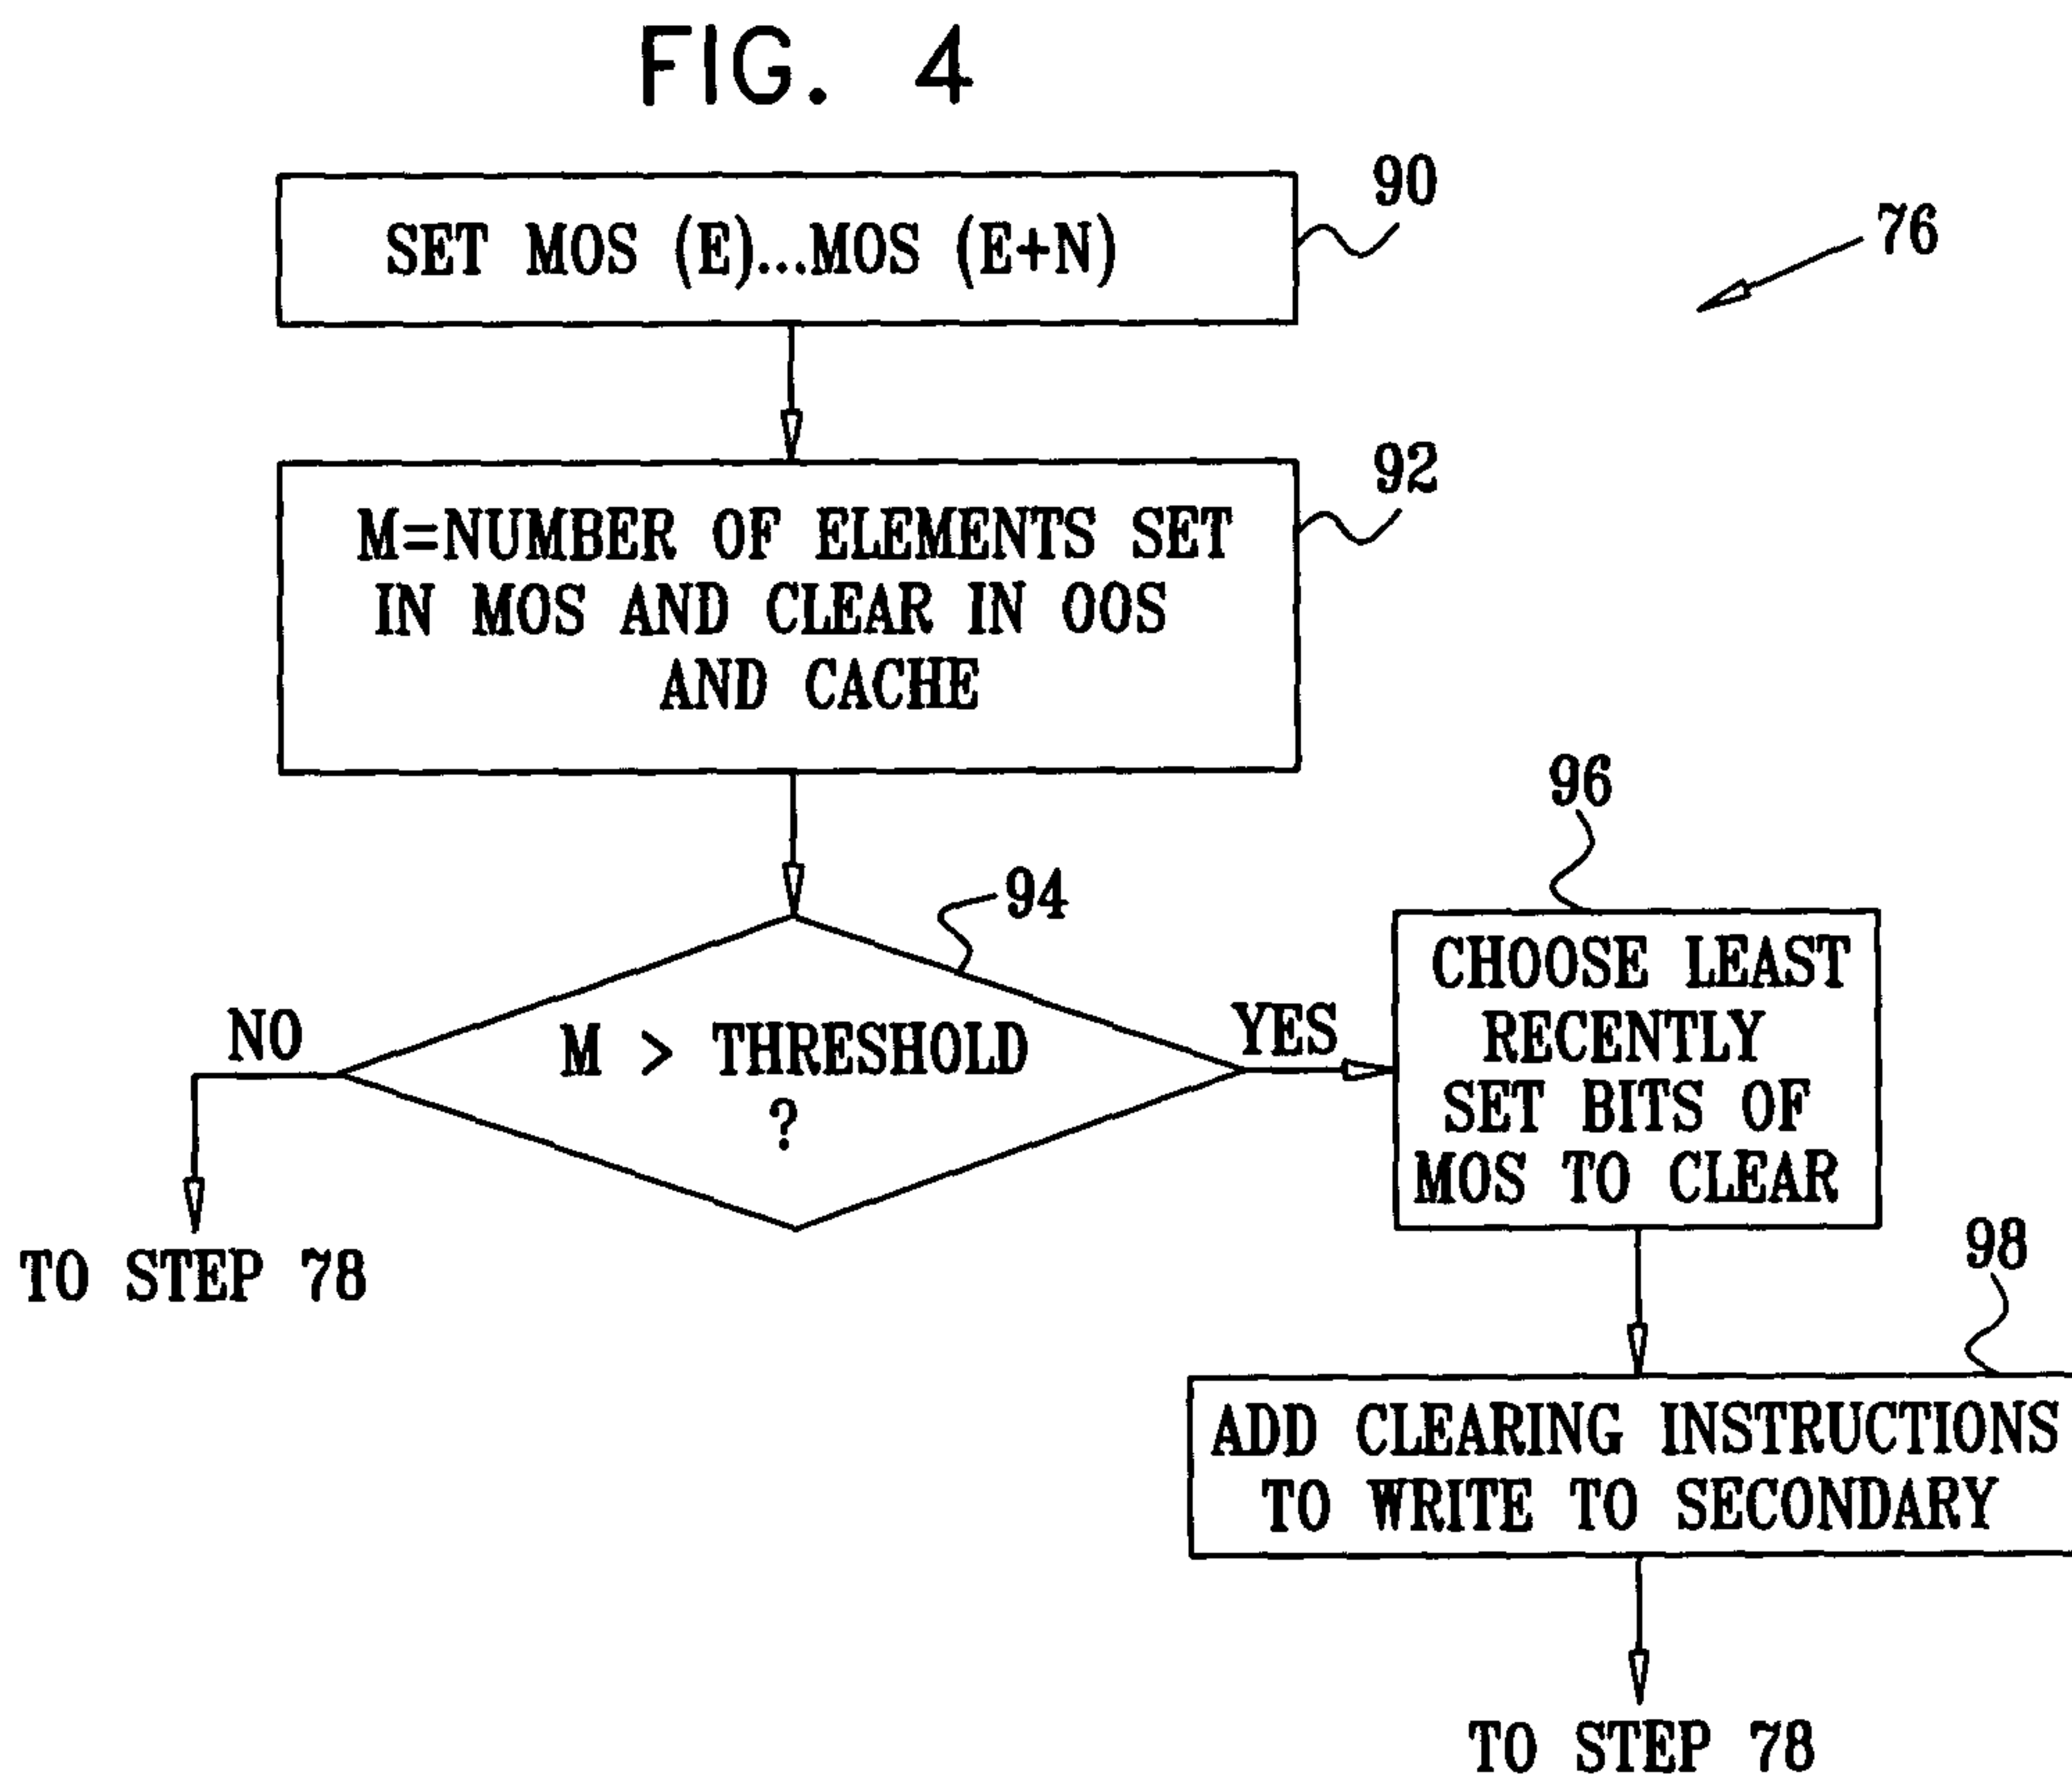 FIG. 4
90
SET MOS (E)...MOS (E+N)
76
92
M=NUMBER OF ELEMENTS SET
IN MOS AND CLEAR IN OOS
AND CACHE
94
M > THRESHOLD
?
NO
TO STEP 78
YES
96
CHOOSE LEAST
RECENTLY
SET BITS OF
MOS TO CLEAR
98
ADD CLEARING INSTRUCTIONS
TO WRITE TO SECONDARY
TO STEP 78